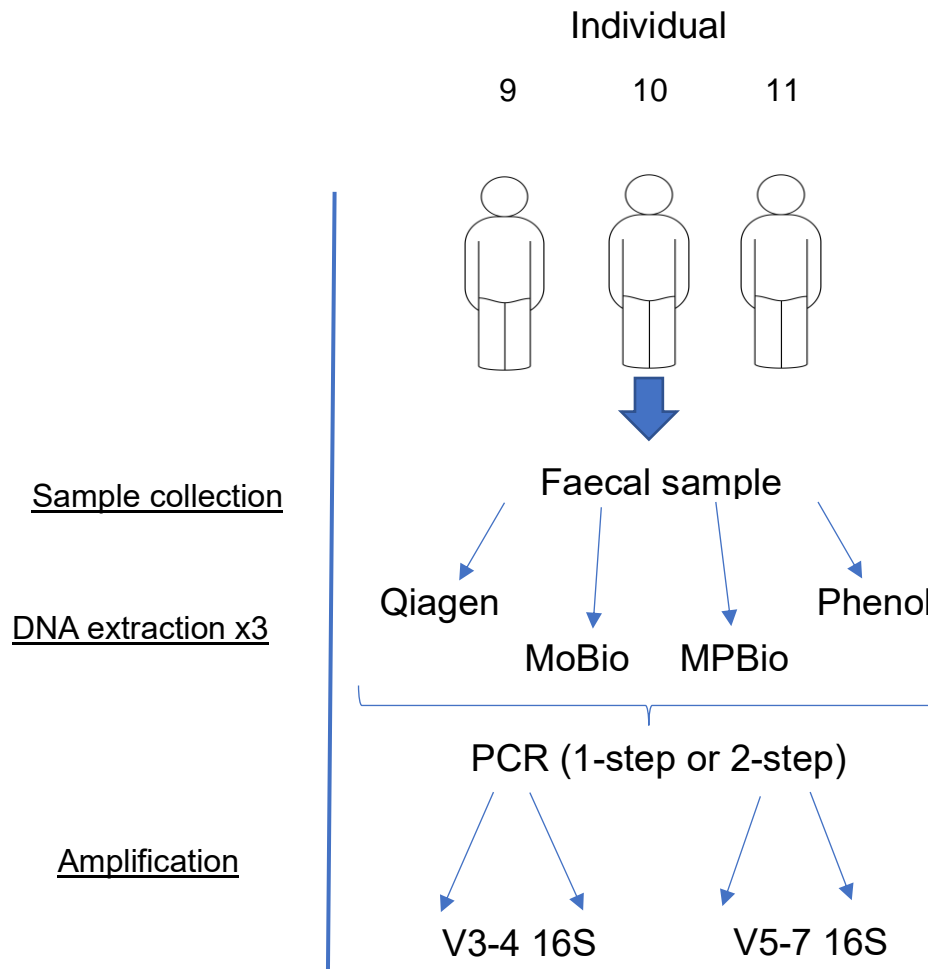 Individual
9 10 11
Sample collection
Faecal sample
Qiagen
Phenol
DNA extraction x3
MoBio MPBio
PCR (1-step or 2-step)
Amplification
V3-4 16S V5-7 16S